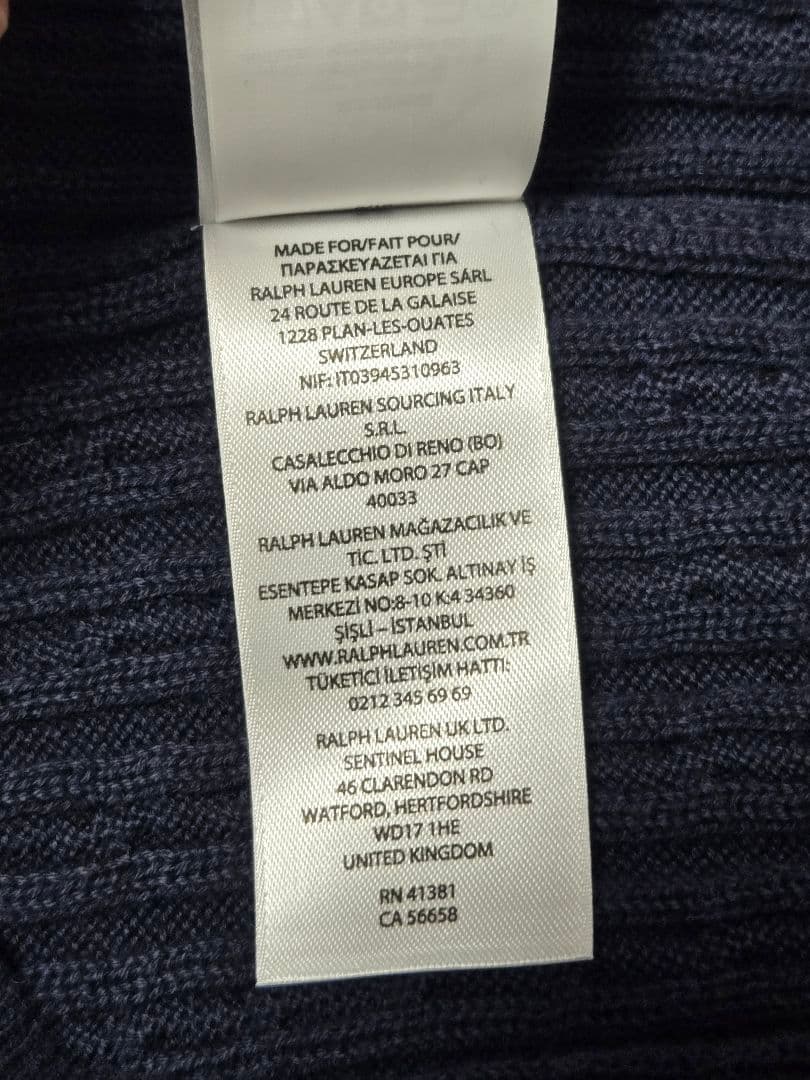 MADE FOR/FAIT POUR/
ΠΑΡΑΣΚΕΥΑΖΕΤΑΙ ΓΙΑ
RALPH LAUREN EUROPE SÁRL
24 ROUTE DE LA GALAISE
1228 PLAN-LES-OUATES
SWITZERLAND
NIF: IT03945310963
RALPH LAUREN SOURCING ITALY
S.R.L.
CASALECCHIO DI RENO (BO)
VIA ALDO MORO 27 CAP
40033
RALPH LAUREN MAĞAZACILIK VE
TİC. LTD. ŞTİ
ESENTEPE KASAP SOK. ALTINAY İŞ
MERKEZİ NO:8-10 K:4 34360
ŞİŞLİ – İSTANBUL
WWW.RALPHLAUREN.COM.TR
TÜKETİCİ İLETİŞİM HATTI:
0212 345 69 69
RALPH LAUREN UK LTD.
SENTINEL HOUSE
46 CLARENDON RD
WATFORD, HERTFORDSHIRE
WD17 1HE
UNITED KINGDOM
RN 41381
CA 56658